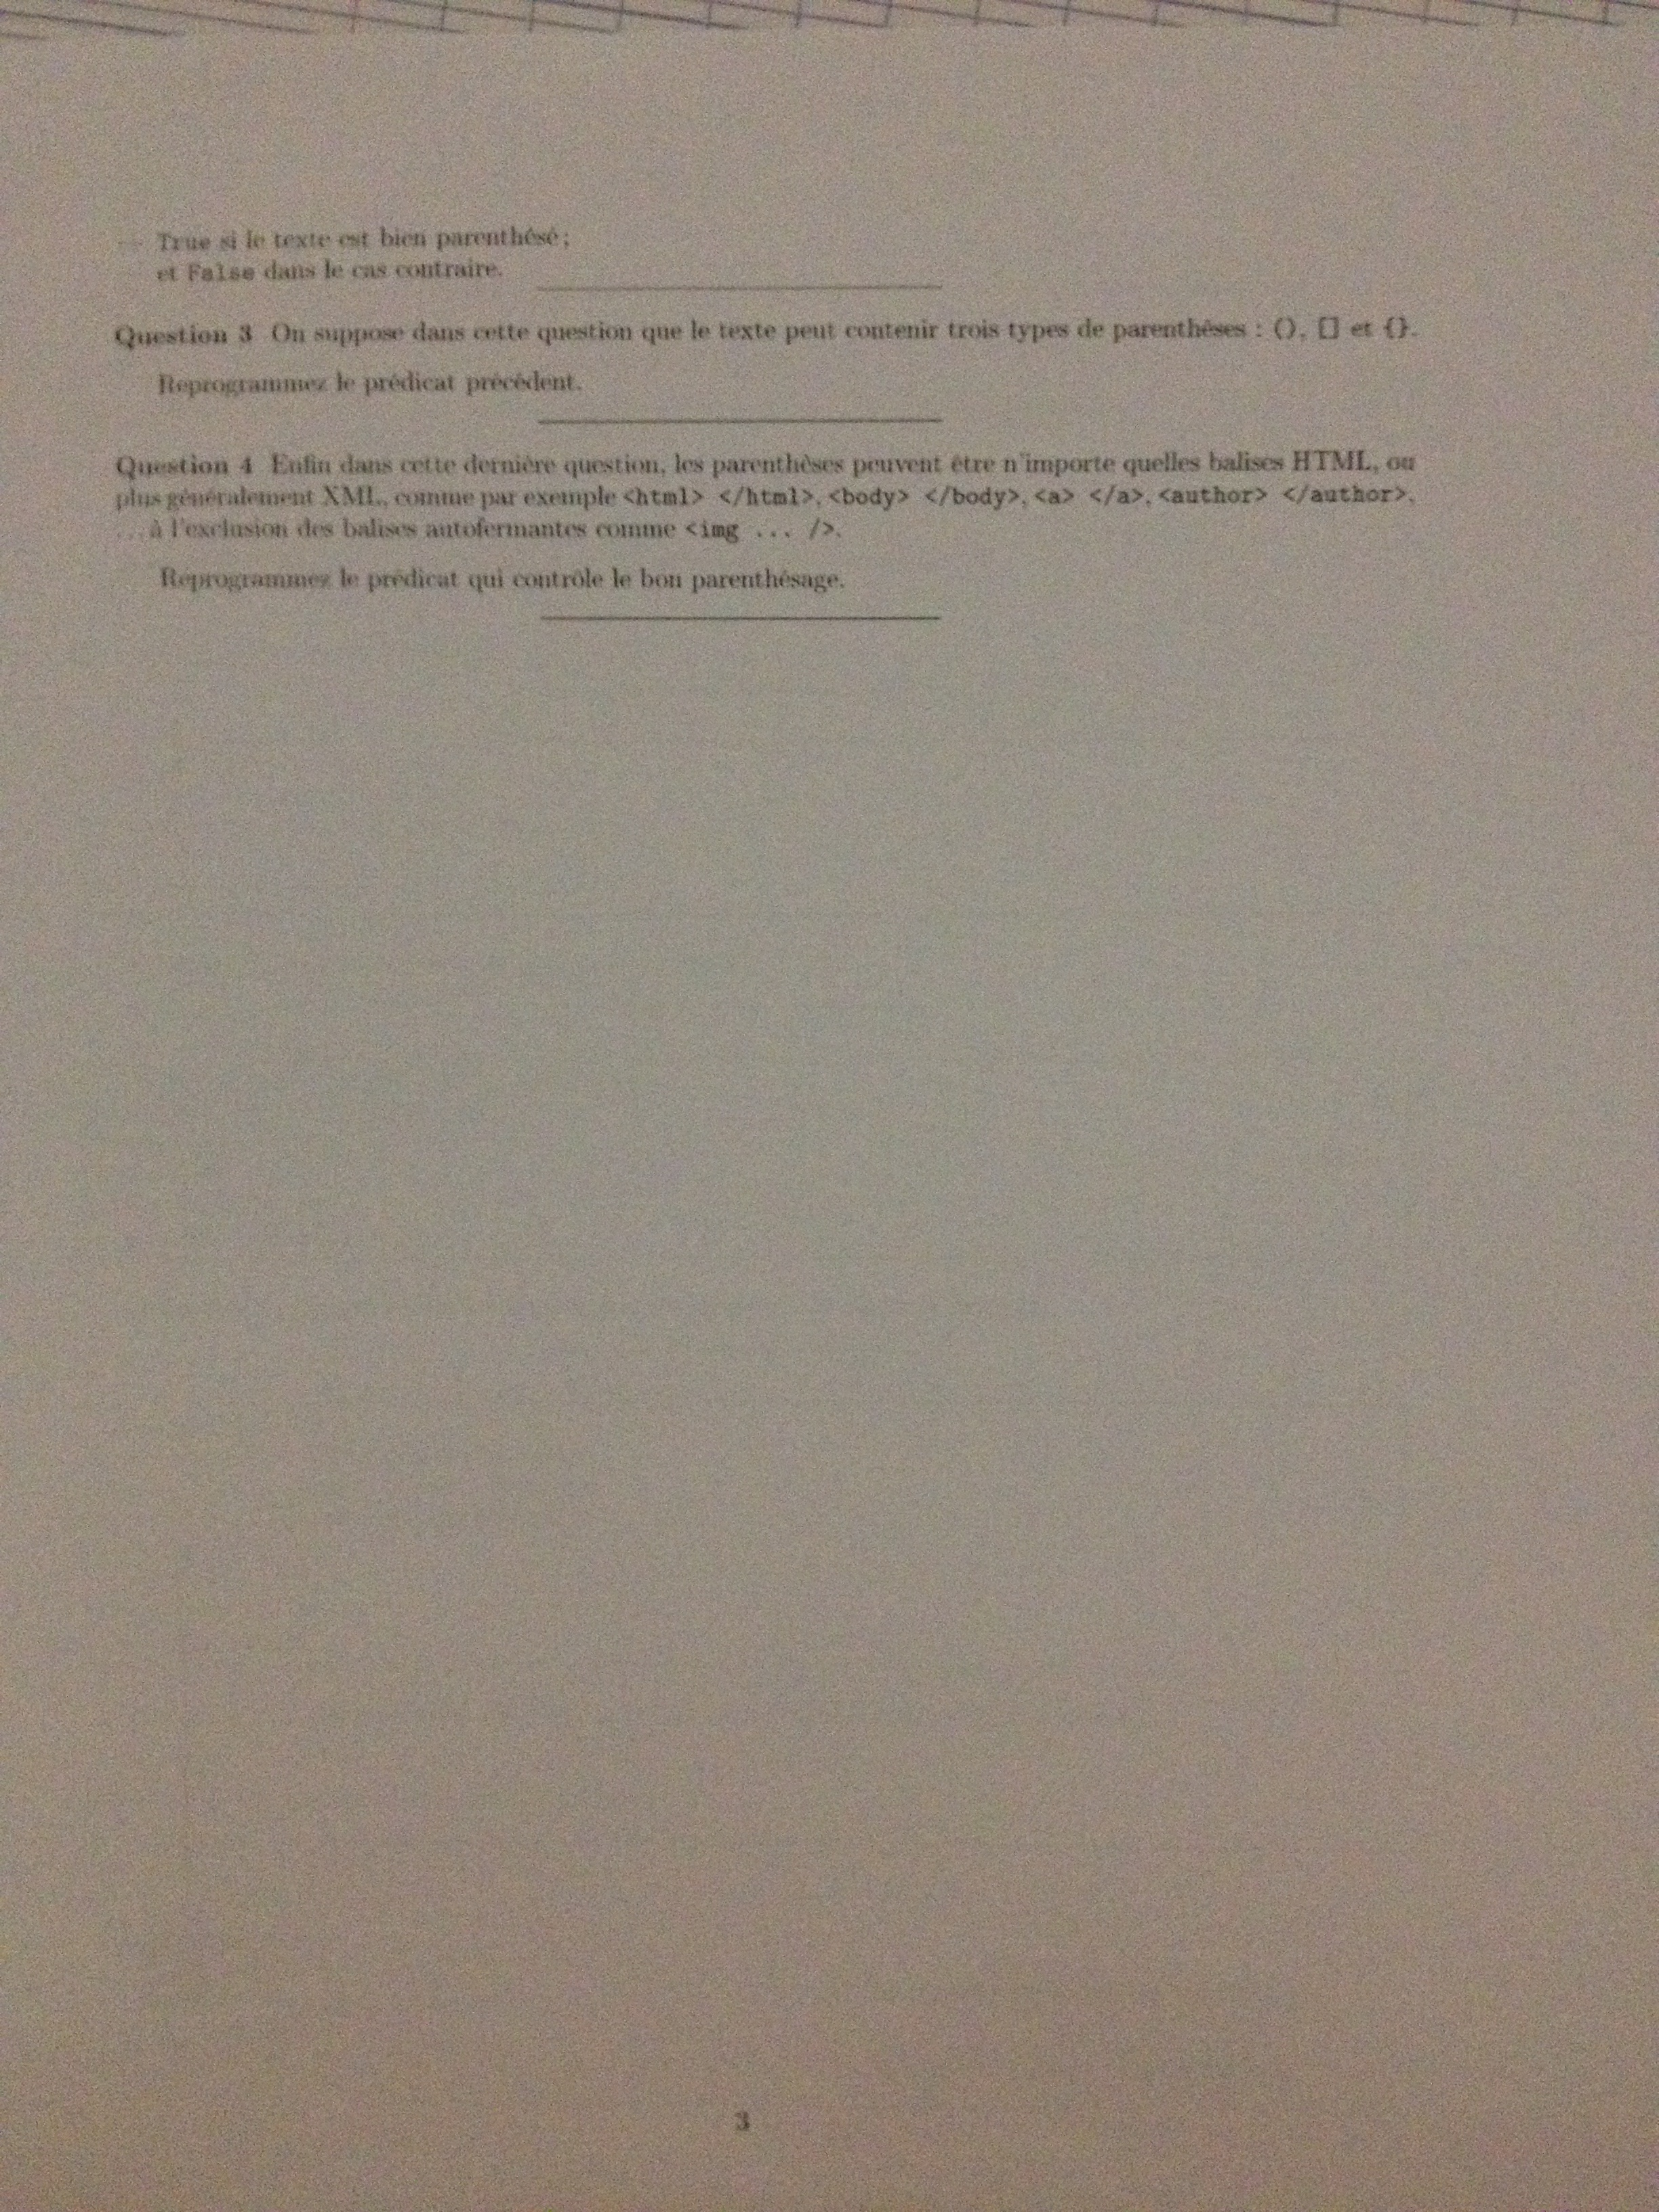 True si le texte est bien parenthésé ;
et False dans le cas contraire.
Question 3 On suppose dans cette question que le texte peut contenir trois types de parenthèses : (), [] et {}.
Reprogrammez le prédicat précédent.
Question 4 Enfin dans cette dernière question, les parenthèses peuvent être n'importe quelles balises HTML, ou
plus généralement XML, comme par exemple <html> </html>, <body> </body>, <a> </a>, <author> </author>,
... à l'exclusion des balises autofermantes comme <img ... />.
Reprogrammez le prédicat qui contrôle le bon parenthésage.
3